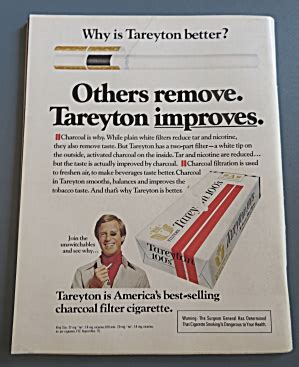 Why is Tareyton better?
Others remove.
Tareyton improves.
Charcoal is why. While plain white filters reduce tar and nicotine,
they also remove taste. But Tareyton has a two-part filter—a white tip on
the outside, activated charcoal on the inside. Tar and nicotine are reduced...
but the taste is actually improved by charcoal. Charcoal filtration is used
to freshen air, to make beverages taste better. Charcoal in
Tareyton smooths, balances and improves the
tobacco taste. And that's why Tareyton is better.
Tareyton
100's
Join the
unswitchables
and see why...
Tareyton
100's
Tareyton is America's best-selling
charcoal filter cigarette.
Warning: The Surgeon General Has Determined
That Cigarette Smoking Is Dangerous to Your Health.